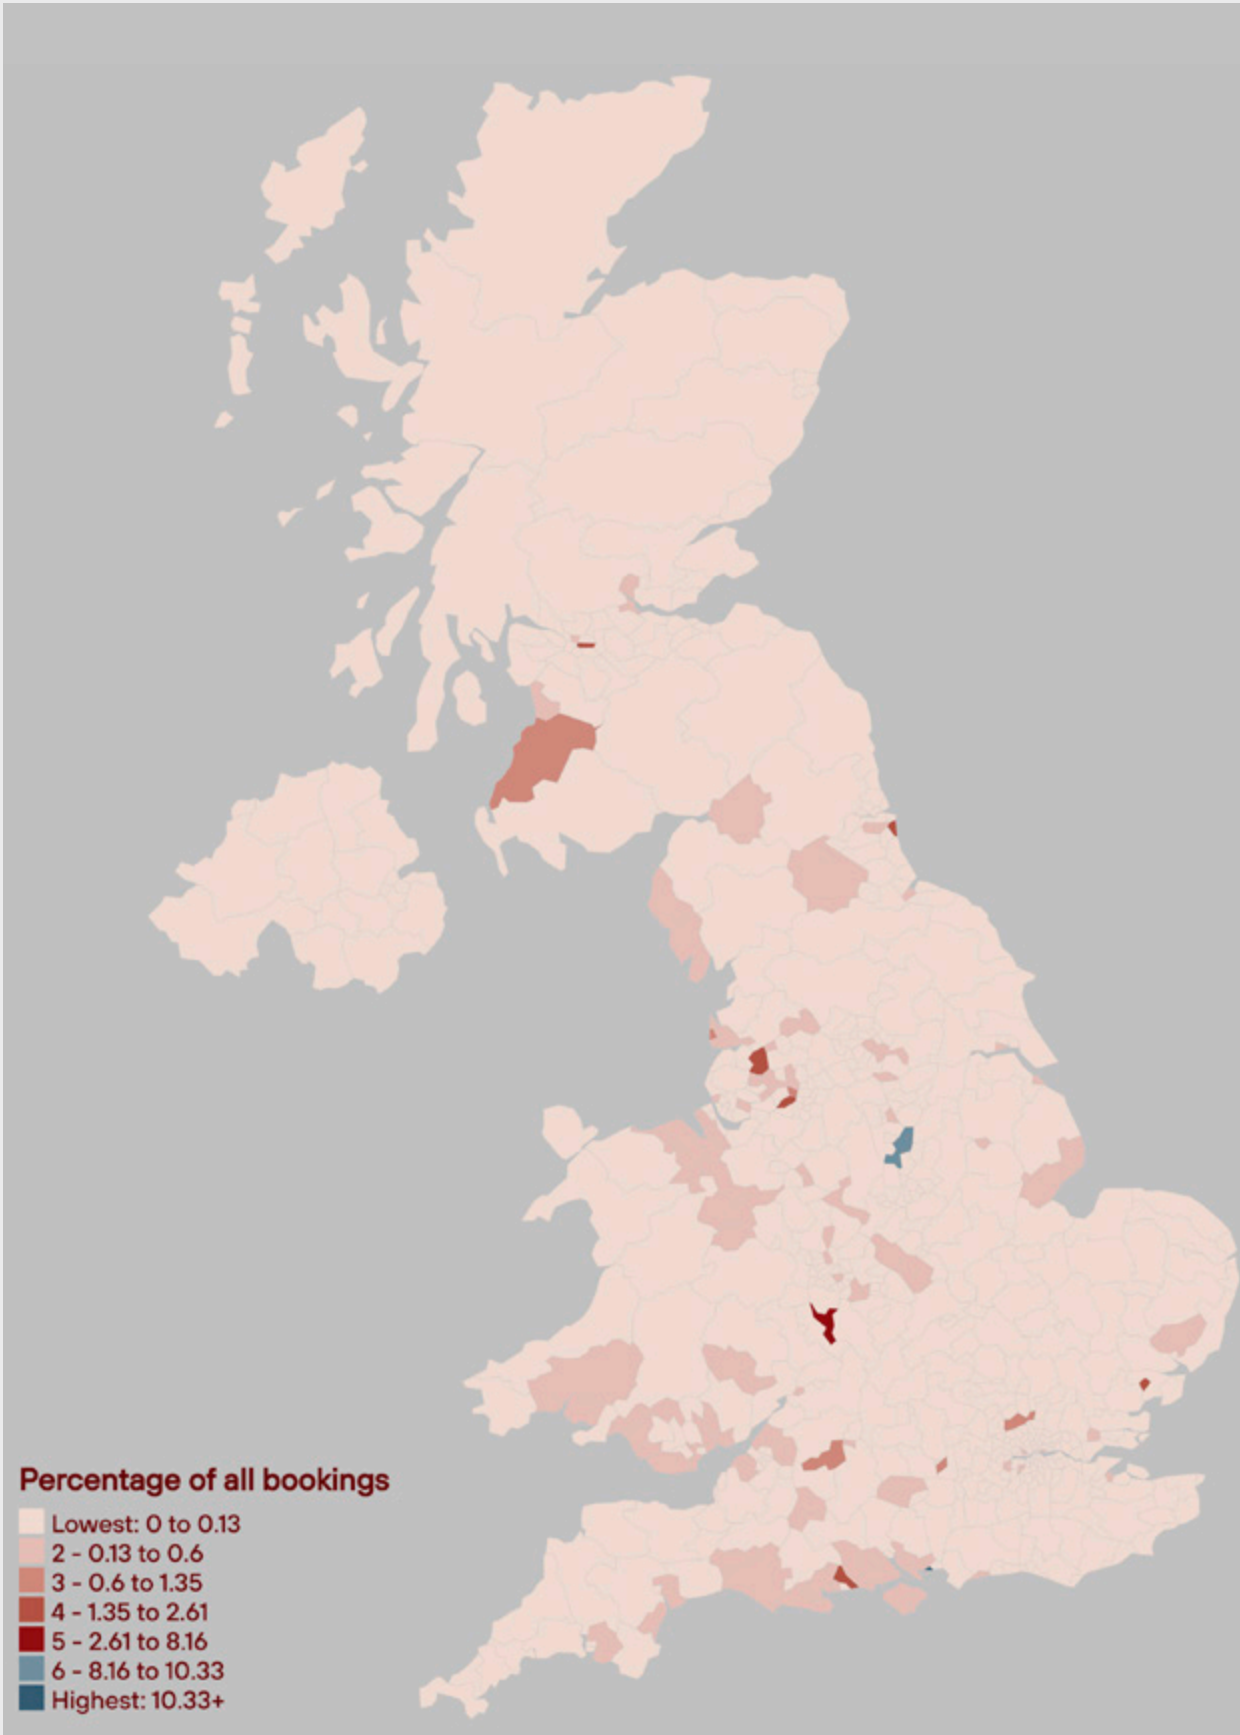 Percentage of all bookings
Lowest: 0 to 0.13
2 - 0.13 to 0.6
3 - 0.6 to 1.35
4 - 1.35 to 2.61
5 - 2.61 to 8.16
6 - 8.16 to 10.33
Highest: 10.33+